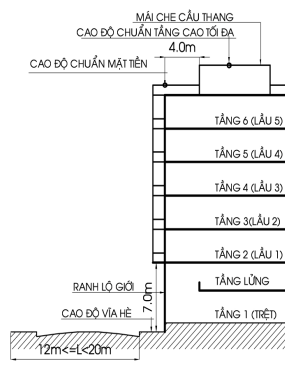 MÁI CHE CẦU THANG
CAO ĐỘ CHUẨN TẦNG CAO TỐI ĐA
4.0m
CAO ĐỘ CHUẨN MẶT TIỀN
TẦNG 6 (LẦU 5)
TẦNG 5 (LẦU 4)
TẦNG 4 (LẦU 3)
TẦNG 3(LẦU 2)
TẦNG 2 (LẦU 1)
TẦNG LỬNG
RANH LỘ GIỚI
7.0m
CAO ĐỘ VĨA HÈ
TẦNG 1 (TRỆT)
12m<=L<20m